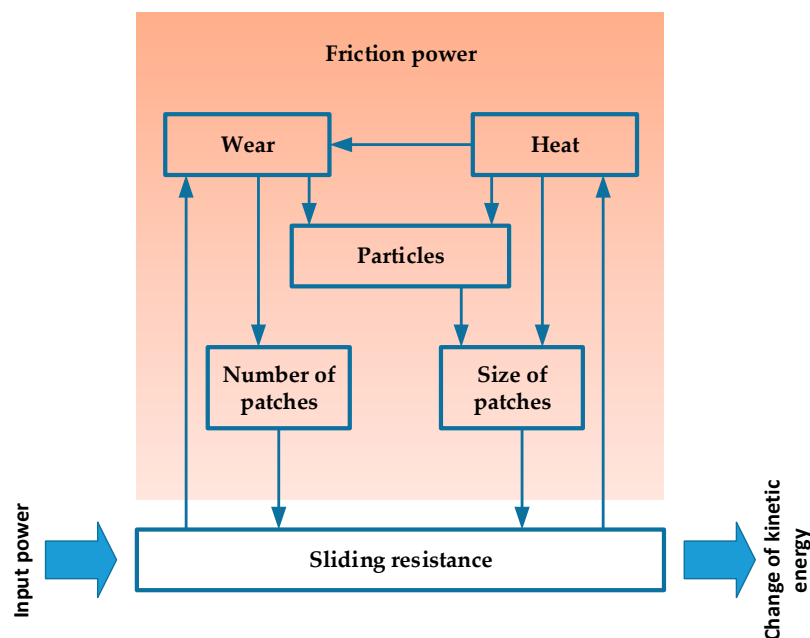 Friction power
Wear
Heat
Particles
Number of
patches
Size of
patches
Input power
Sliding resistance
Change of kinetic
energy